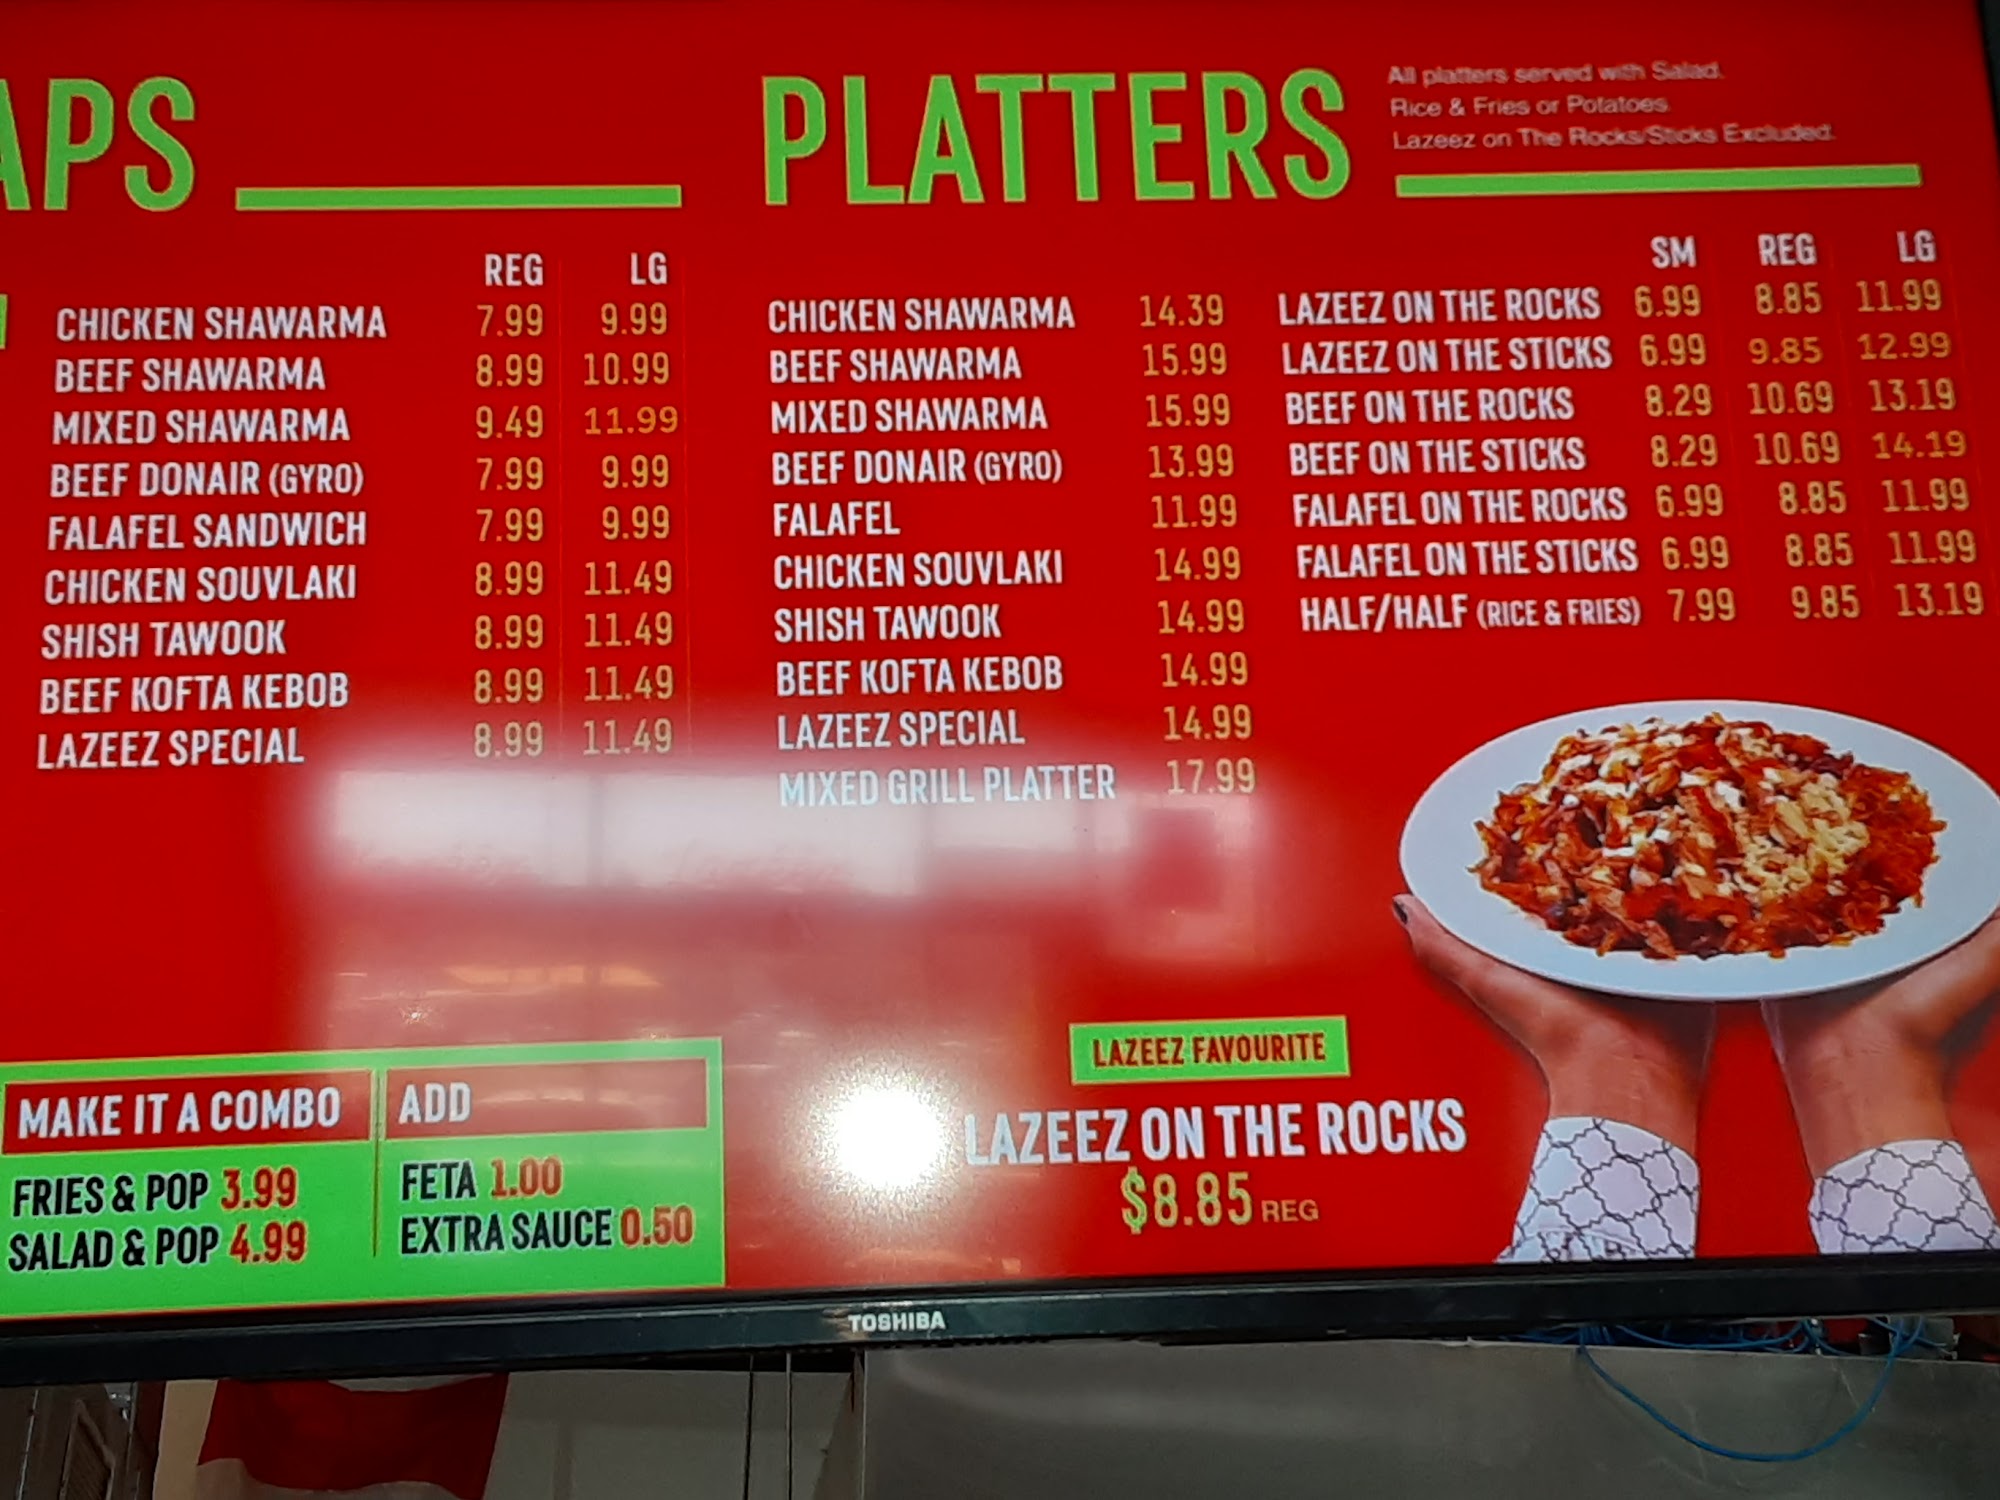 APS
REG LG
CHICKEN SHAWARMA 7.99 9.99
BEEF SHAWARMA 8.99 10.99
MIXED SHAWARMA 9.49 11.99
BEEF DONAIR (GYRO) 7.99 9.99
FALAFEL SANDWICH 7.99 9.99
CHICKEN SOUVLAKI 8.99 11.49
SHISH TAWOOK 8.99 11.49
BEEF KOFTA KEBOB 8.99 11.49
LAZEEZ SPECIAL 8.99 11.49
MAKE IT A COMBO
FRIES & POP 3.99
SALAD & POP 4.99
ADD
FETA 1.00
EXTRA SAUCE 0.50
PLATTERS
All platters served with Salad.
Rice & Fries or Potatoes
Lazeez on The Rocks/Sticks Excluded.
CHICKEN SHAWARMA 14.39
BEEF SHAWARMA 15.99
MIXED SHAWARMA 15.99
BEEF DONAIR (GYRO) 13.99
FALAFEL 11.99
CHICKEN SOUVLAKI 14.99
SHISH TAWOOK 14.99
BEEF KOFTA KEBOB 14.99
LAZEEZ SPECIAL 14.99
MIXED GRILL PLATTER 17.99
SM REG LG
LAZEEZ ON THE ROCKS 6.99 8.85 11.99
LAZEEZ ON THE STICKS 6.99 9.85 12.99
BEEF ON THE ROCKS 8.29 10.69 13.19
BEEF ON THE STICKS 8.29 10.69 14.19
FALAFEL ON THE ROCKS 6.99 8.85 11.99
FALAFEL ON THE STICKS 6.99 8.85 11.99
HALF/HALF (RICE & FRIES) 7.99 9.85 13.19
LAZEEZ FAVOURITE
LAZEEZ ON THE ROCKS
$8.85 REG
TOSHIBA